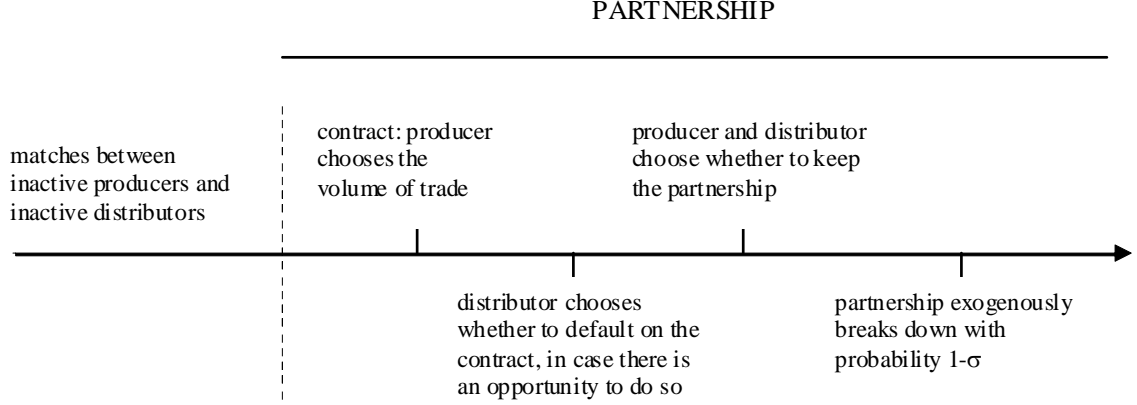 PARTNERSHIP
matches between
inactive producers and
inactive distributors
contract: producer
chooses the
volume of trade
producer and distributor
choose whether to keep
the partnership
distributor chooses
whether to default on the
contract, in case there is
an opportunity to do so
partnership exogenously
breaks down with
probability 1-σ